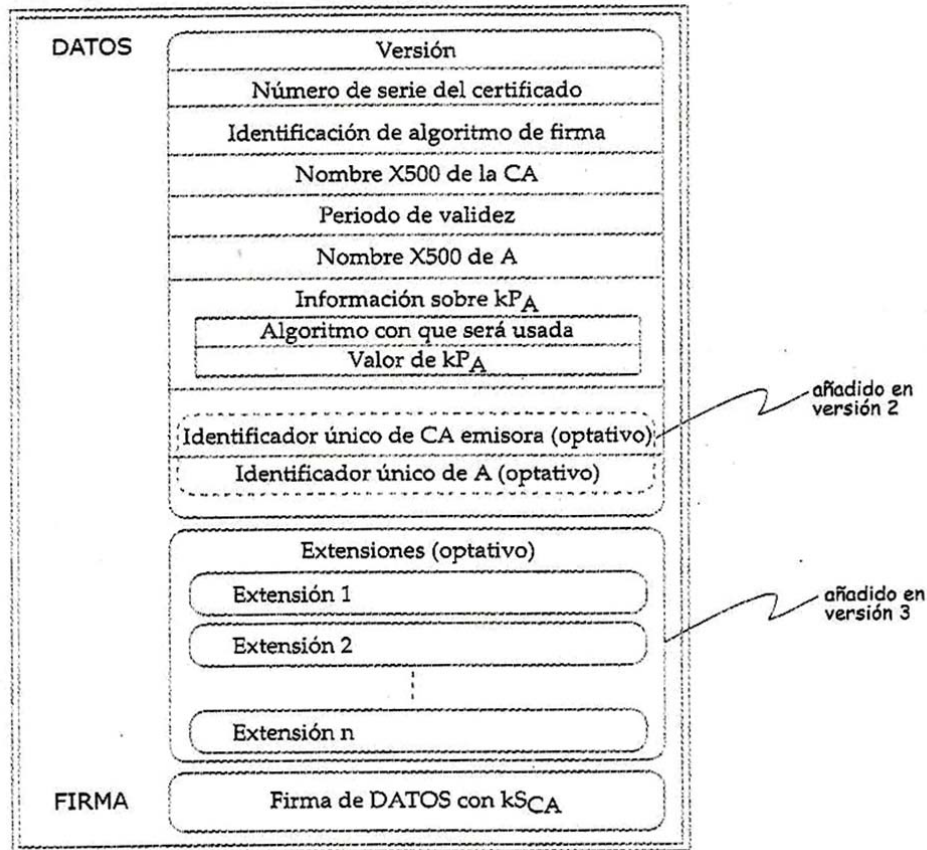 DATOS
Versión
Número de serie del certificado
Identificación de algoritmo de firma
Nombre X500 de la CA
Periodo de validez
Nombre X500 de A
Información sobre kPA
Algoritmo con que será usada
Valor de kPA
añadido en
versión 2
Identificador único de CA emisora (optativo)
Identificador único de A (optativo)
Extensiones (optativo)
Extensión 1
añadido en
versión 3
Extensión 2
Extensión n
FIRMA
Firma de DATOS con kSCA